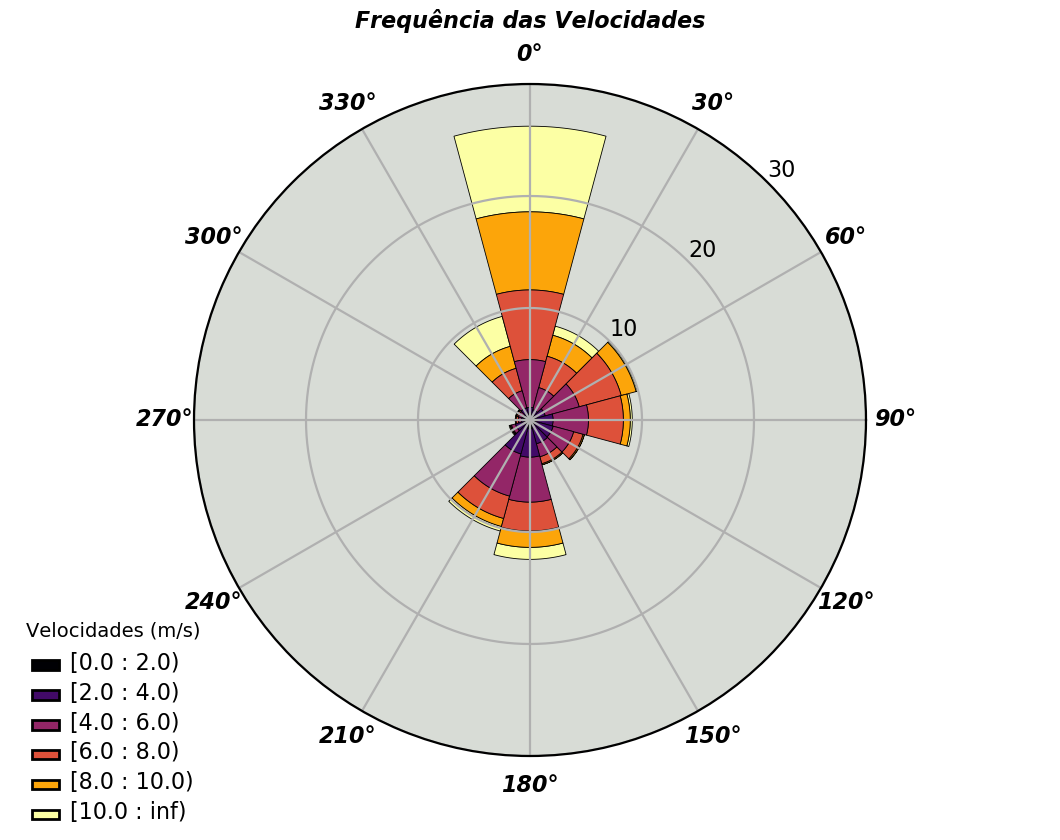 Frequência das Velocidades
0°
330°
30°
30
300°
60°
20
10
270°
90°
240°
120°
210°
150°
180°
Velocidades (m/s)
[0.0 : 2.0)
[2.0 : 4.0)
[4.0 : 6.0)
[6.0 : 8.0)
[8.0 : 10.0)
[10.0 : inf)